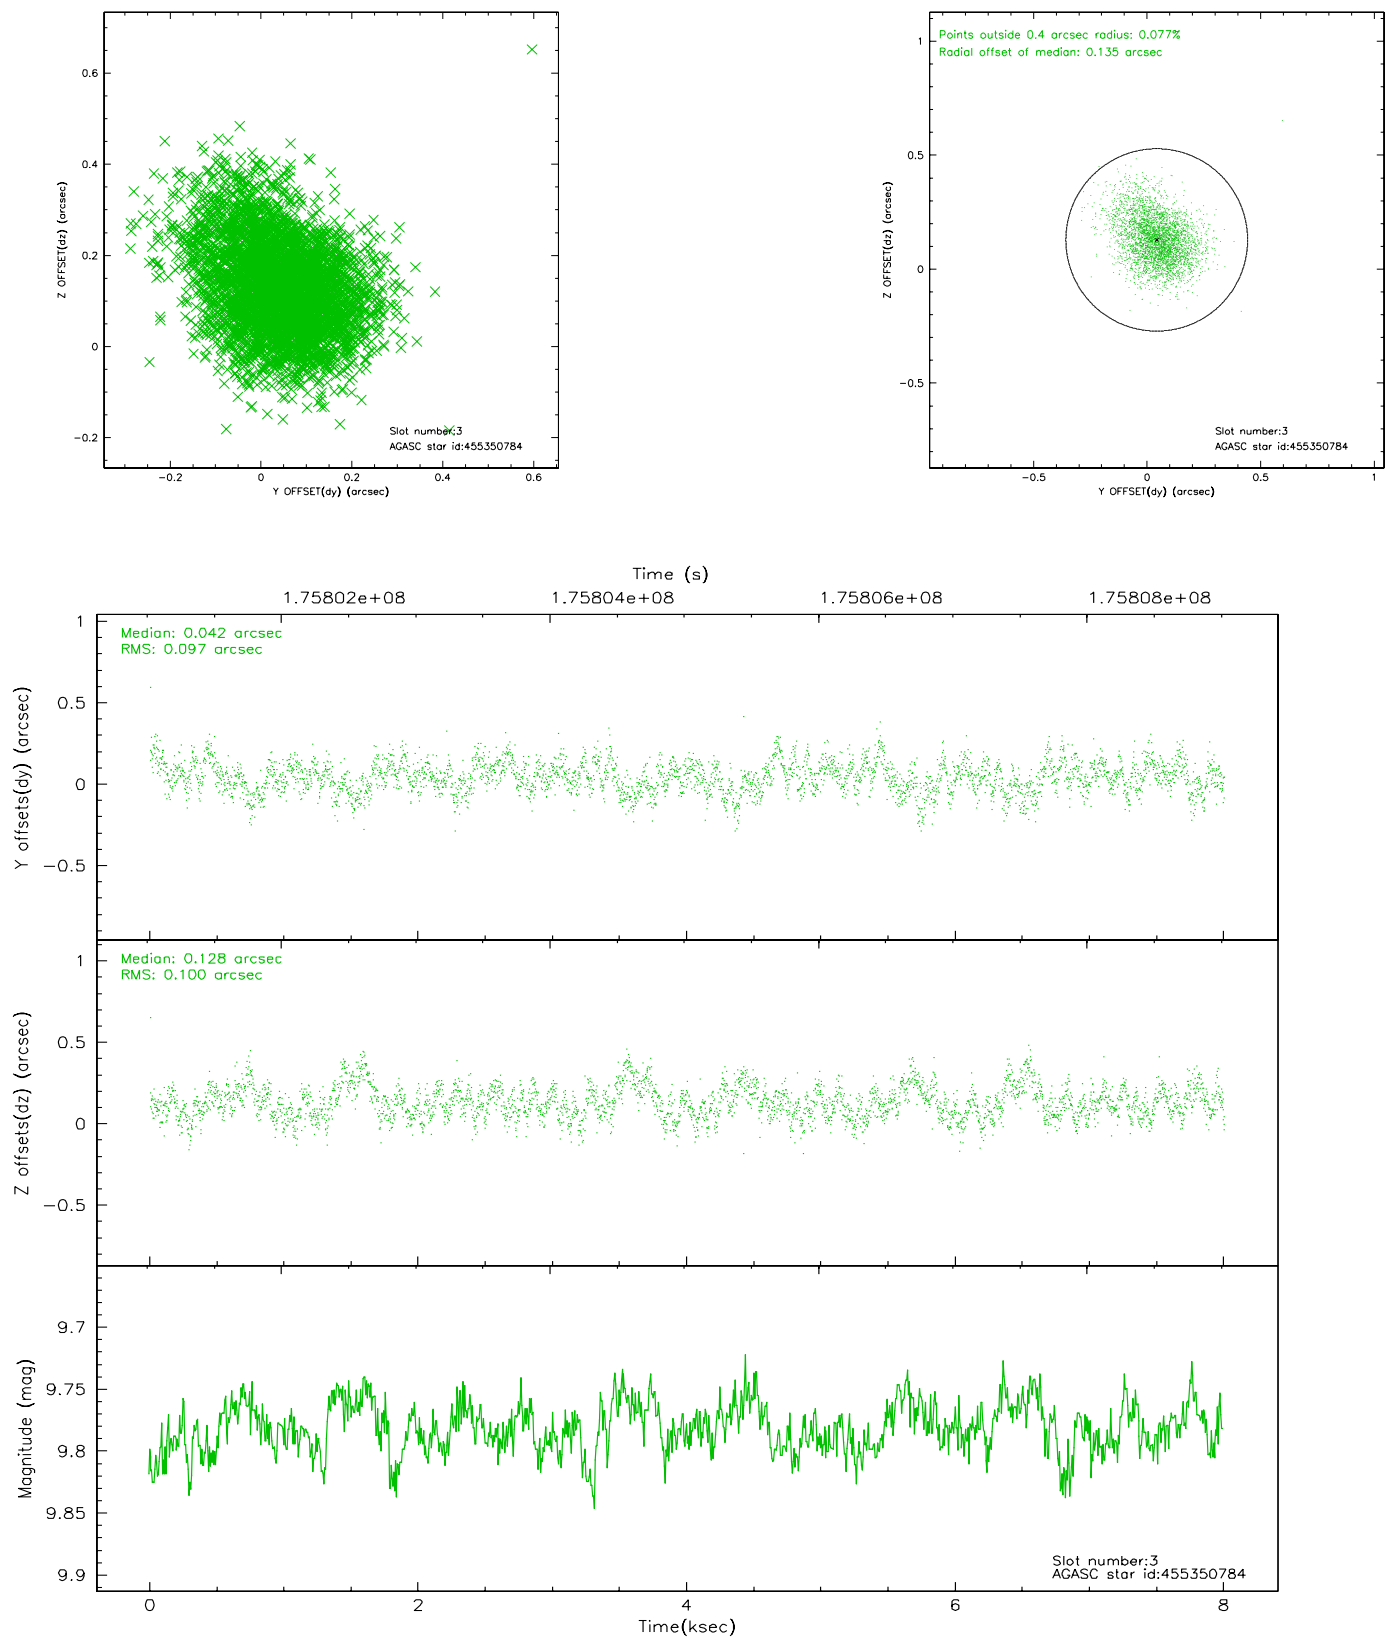 0.6
0.4
0.2
0
−0.2
Z OFFSET(dz) (arcsec)
Slot number:3
AGASC star id:455350784
−0.2 0 0.2 0.4 0.6
Y OFFSET(dy) (arcsec)
Points outside 0.4 arcsec radius: 0.077%
Radial offset of median: 0.135 arcsec
1
0.5
0
−0.5
Z OFFSET(dz) (arcsec)
Slot number:3
AGASC star id:455350784
−0.5 0 0.5 1
Y OFFSET(dy) (arcsec)
Time (s)
1.75802e+08 1.75804e+08 1.75806e+08 1.75808e+08
Median: 0.042 arcsec
RMS: 0.097 arcsec
1
0.5
0
−0.5
Y offsets(dy) (arcsec)
Median: 0.128 arcsec
RMS: 0.100 arcsec
1
0.5
0
−0.5
Z offsets(dz) (arcsec)
9.7
9.75
9.8
9.85
9.9
Magnitude (mag)
Slot number:3
AGASC star id:455350784
0 2 4 6 8
Time(ksec)